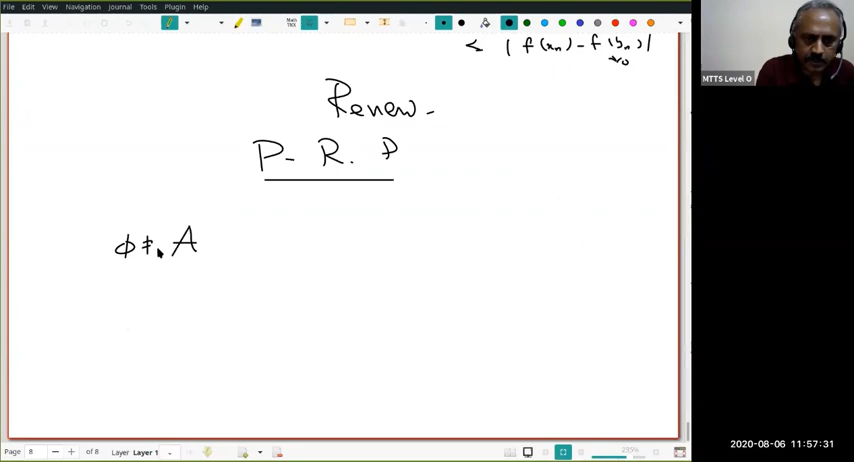 File Edit View Navigation Journal Tools Plugin Help
< | f(xₙ) - f(yₙ) |
Renew -
P- R. P
ϕ ≠ A
MTTS Level O
2020-08-06 11:57:31
Page 8 of 8 Layer Layer 1 235%